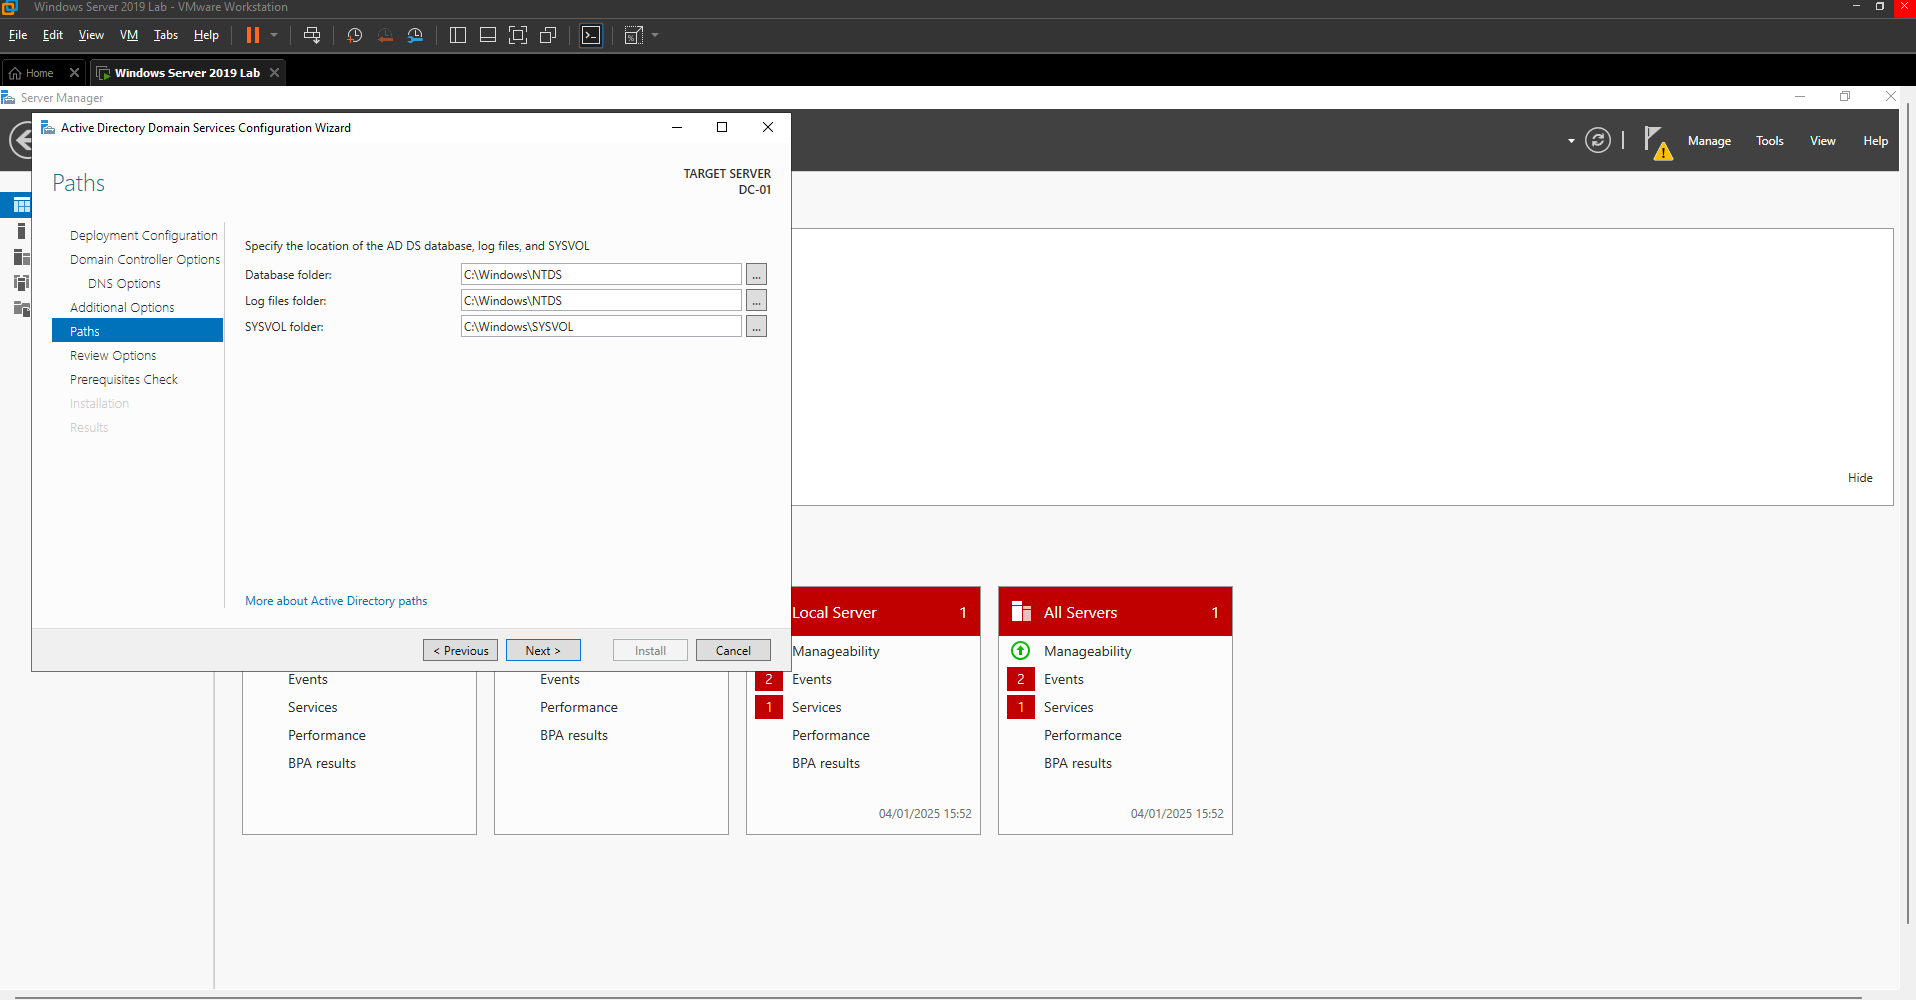 Windows Server 2019 Lab - VMware Workstation
File Edit View VM Tabs Help
Home Windows Server 2019 Lab
Server Manager
Active Directory Domain Services Configuration Wizard
Manage Tools View Help
Paths
TARGET SERVER
DC-01
Deployment Configuration
Domain Controller Options
DNS Options
Additional Options
Paths
Review Options
Prerequisites Check
Installation
Results
Specify the location of the AD DS database, log files, and SYSVOL
Database folder: C:\Windows\NTDS ...
Log files folder: C:\Windows\NTDS ...
SYSVOL folder: C:\Windows\SYSVOL ...
More about Active Directory paths
< Previous Next > Install Cancel
Hide
Events
Services
Performance
BPA results
Events
Performance
BPA results
Local Server 1
Manageability
2 Events
1 Services
Performance
BPA results
04/01/2025 15:52
All Servers 1
Manageability
2 Events
1 Services
Performance
BPA results
04/01/2025 15:52